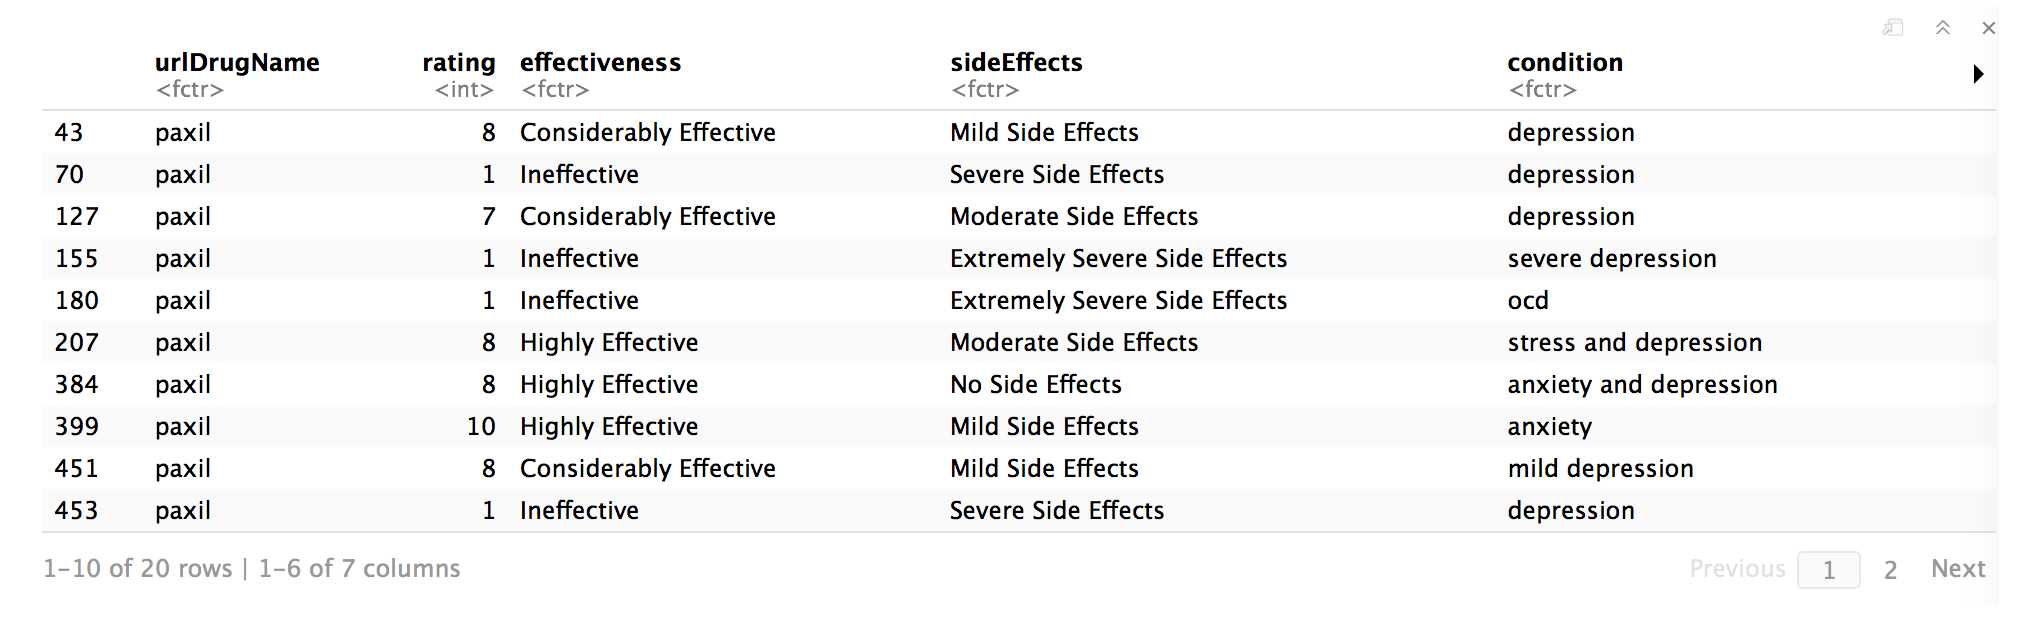 urlDrugName rating effectiveness sideEffects condition
<fctr> <int> <fctr> <fctr> <fctr>
43 paxil 8 Considerably Effective Mild Side Effects depression
70 paxil 1 Ineffective Severe Side Effects depression
127 paxil 7 Considerably Effective Moderate Side Effects depression
155 paxil 1 Ineffective Extremely Severe Side Effects severe depression
180 paxil 1 Ineffective Extremely Severe Side Effects ocd
207 paxil 8 Highly Effective Moderate Side Effects stress and depression
384 paxil 8 Highly Effective No Side Effects anxiety and depression
399 paxil 10 Highly Effective Mild Side Effects anxiety
451 paxil 8 Considerably Effective Mild Side Effects mild depression
453 paxil 1 Ineffective Severe Side Effects depression
1-10 of 20 rows | 1-6 of 7 columns Previous 1 2 Next